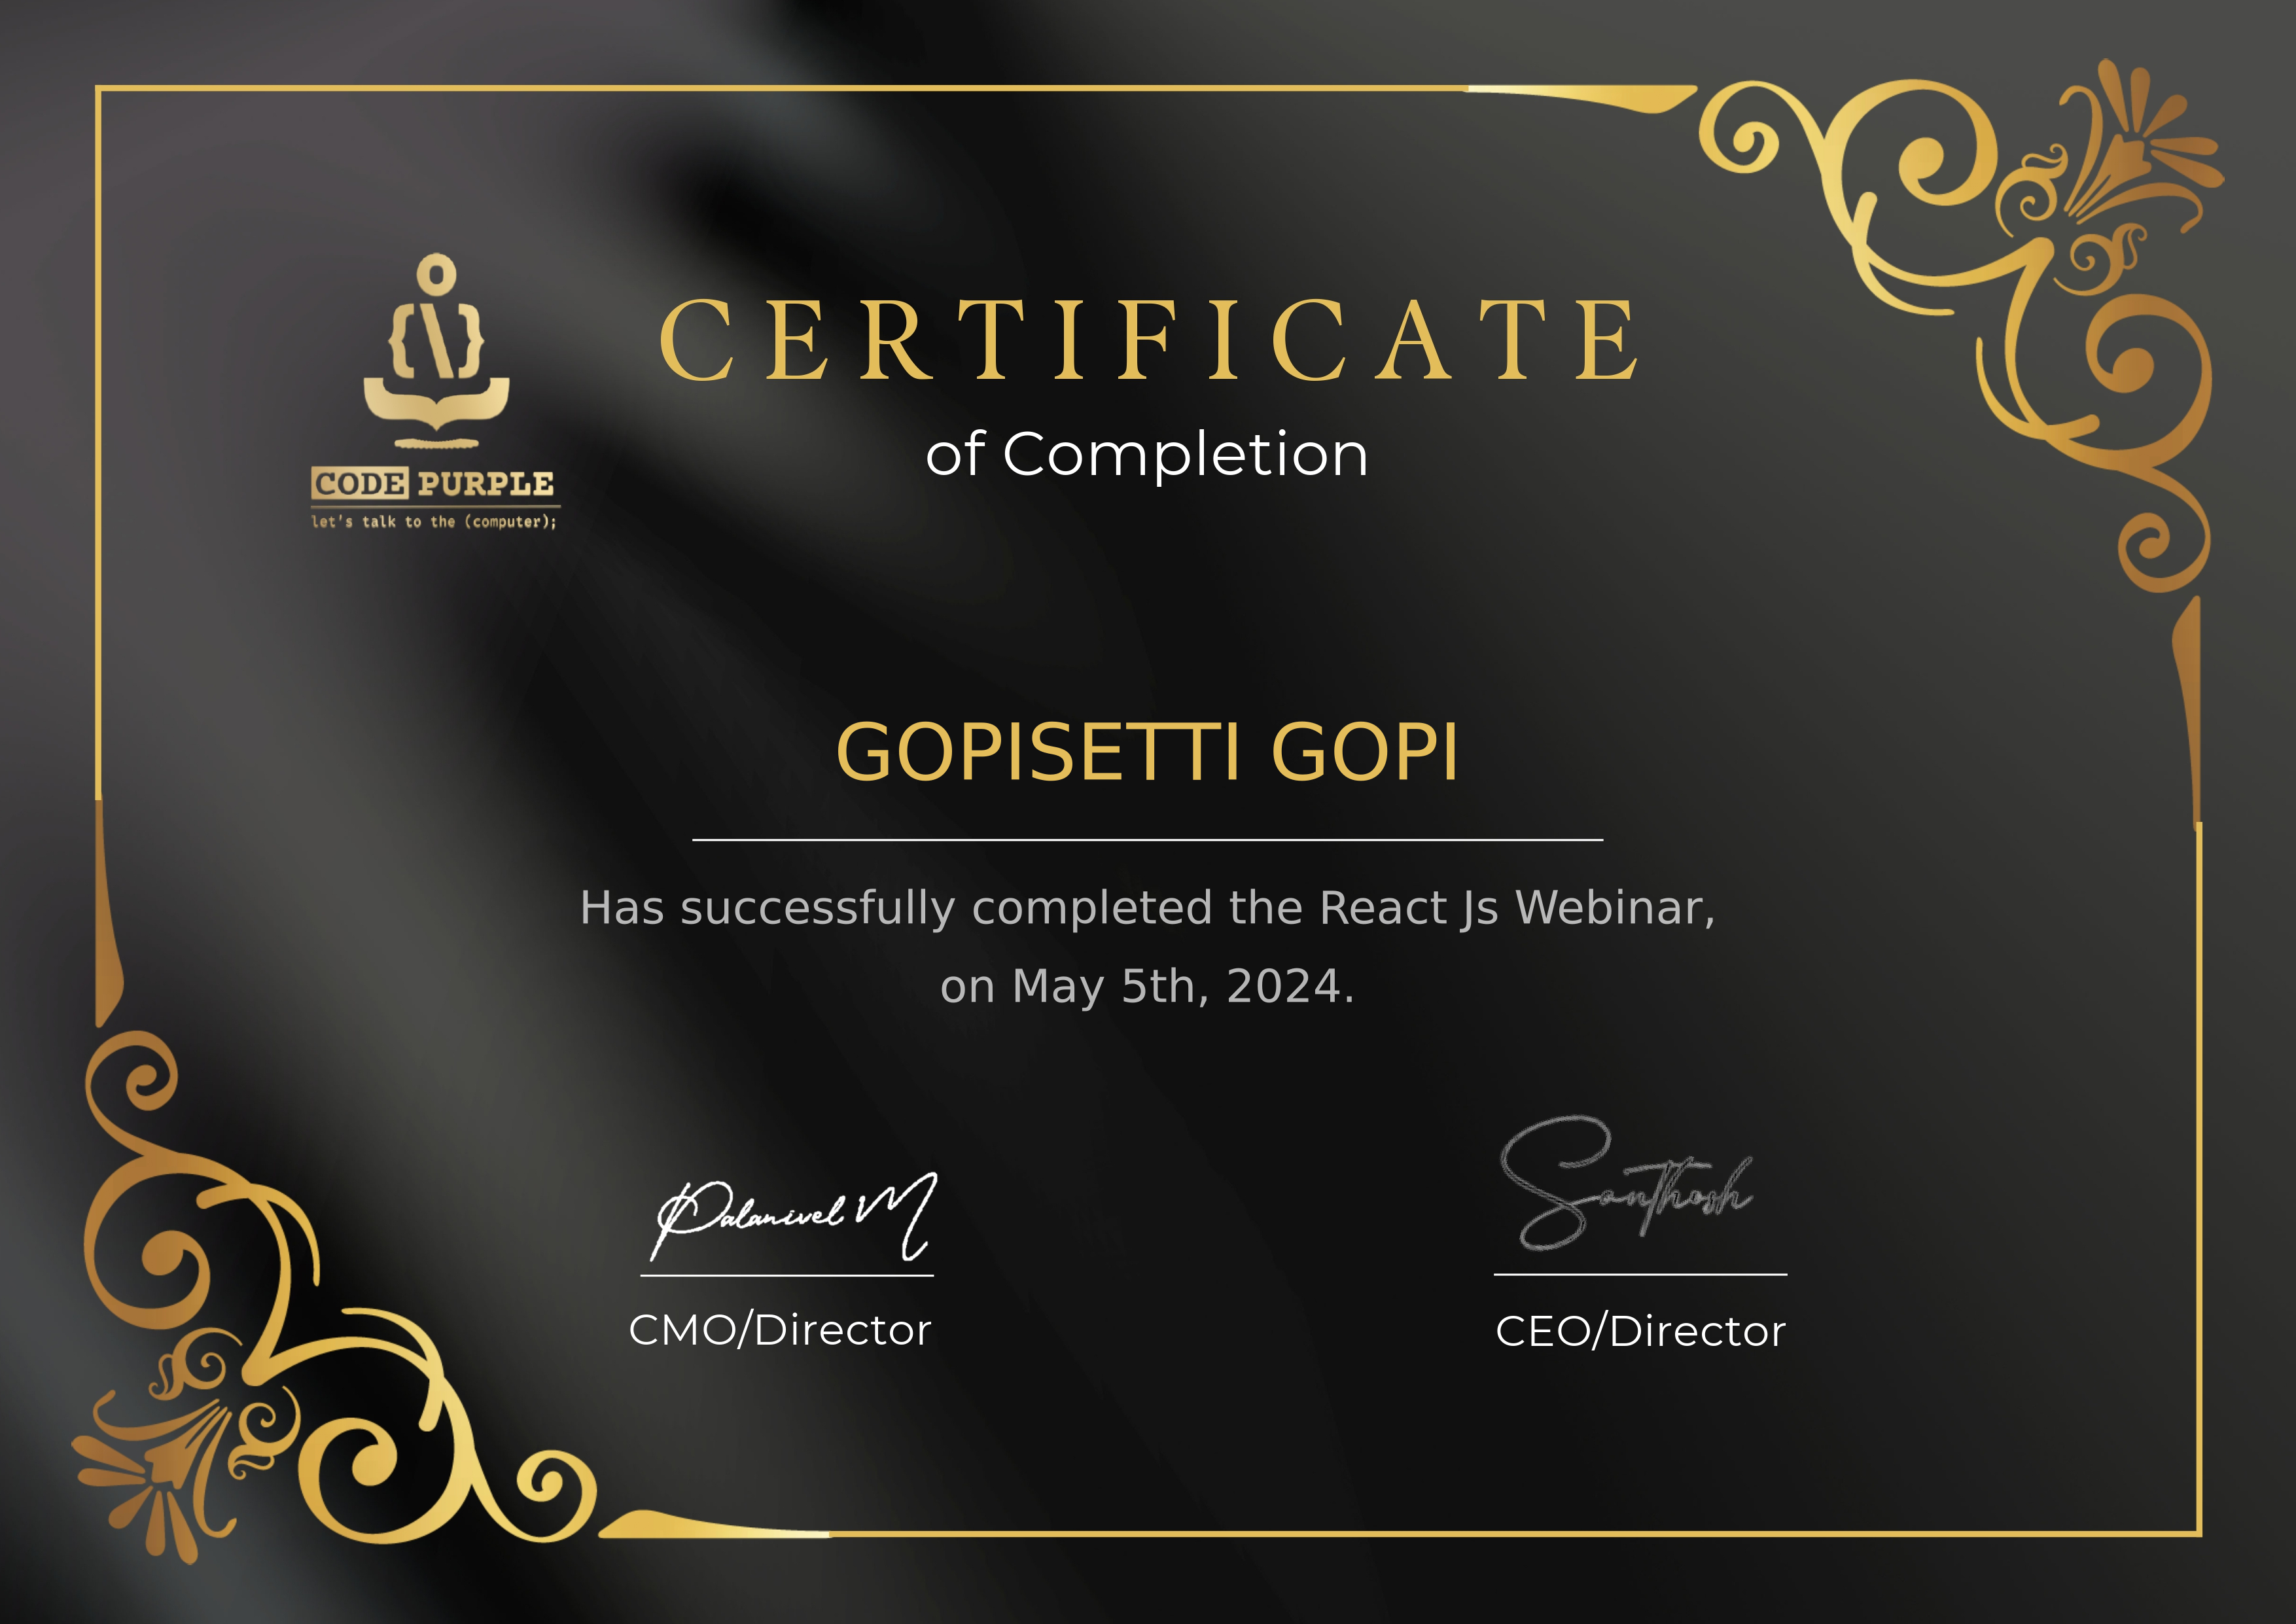 CODE PURPLE
let's talk to the (computer);
CERTIFICATE
of Completion
GOPISETTI GOPI
Has successfully completed the React Js Webinar,
on May 5th, 2024.
Palanivel M
CMO/Director
Santhosh
CEO/Director